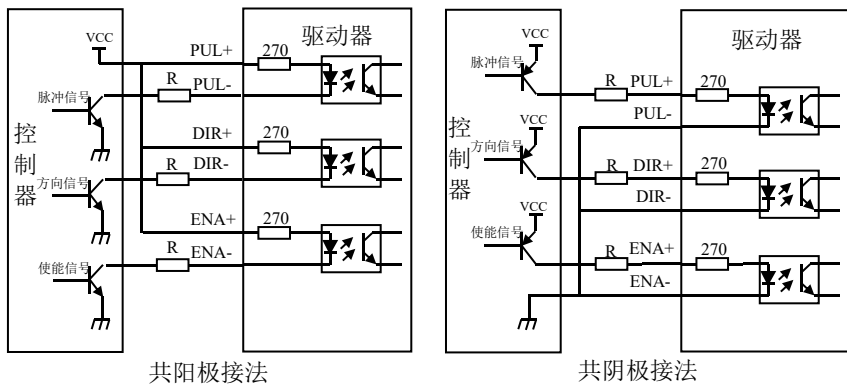 VCC
PUL+
270
驱动器
R
PUL-
脉冲信号
DIR+
270
控制器
R
DIR-
方向信号
ENA+
270
R
ENA-
使能信号
共阳极接法
VCC
驱动器
脉冲信号
R
PUL+
270
PUL-
VCC
控制器
方向信号
R
DIR+
270
DIR-
VCC
使能信号
R
ENA+
270
ENA-
共阴极接法